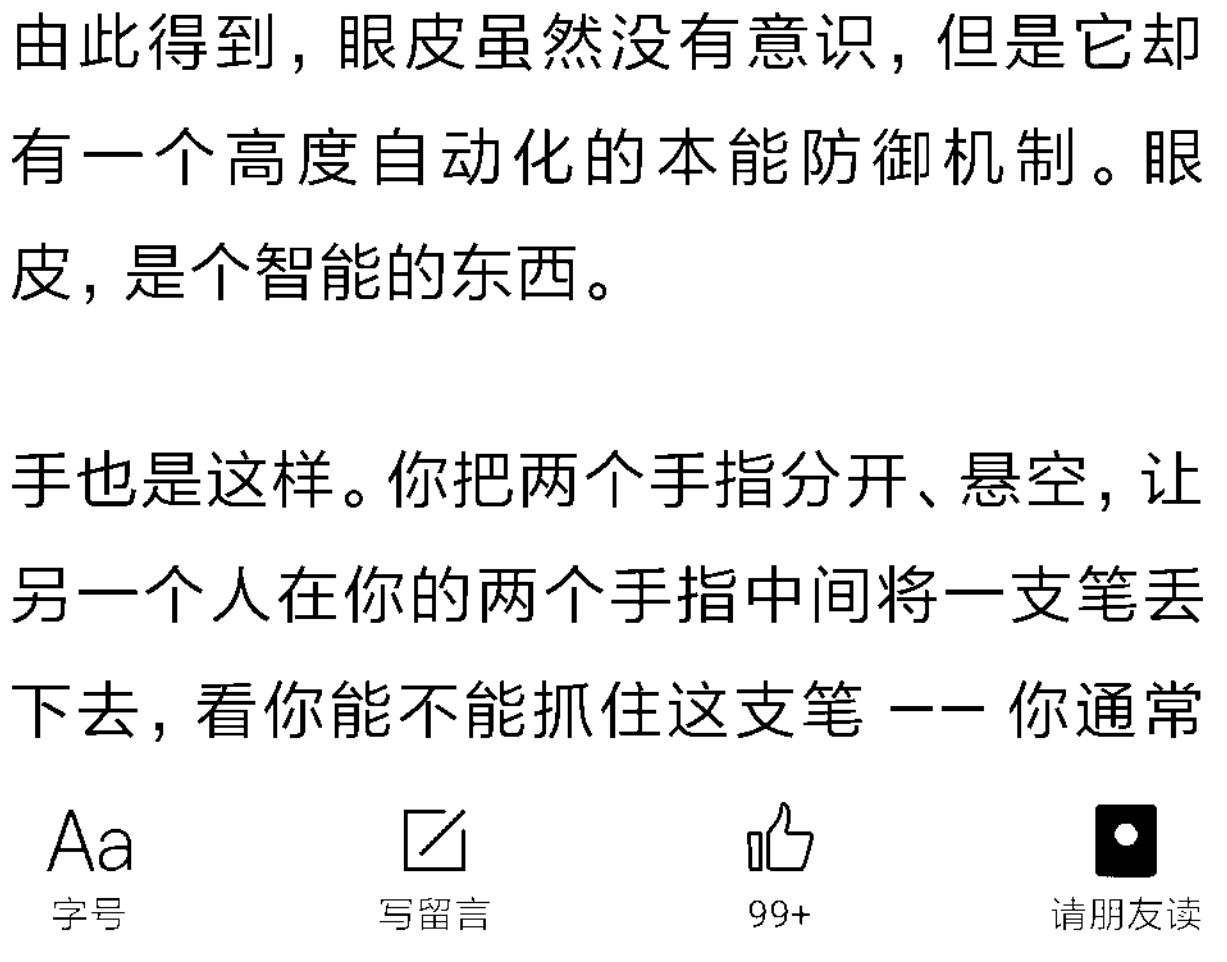 由此得到，眼皮虽然没有意识，但是它却
有一个高度自动化的本能防御机制。眼
皮，是个智能的东西。
手也是这样。你把两个手指分开、悬空，让
另一个人在你的两个手指中间将一支笔丢
下去，看你能不能抓住这支笔 —— 你通常
Aa
字号
写留言
99+
请朋友读